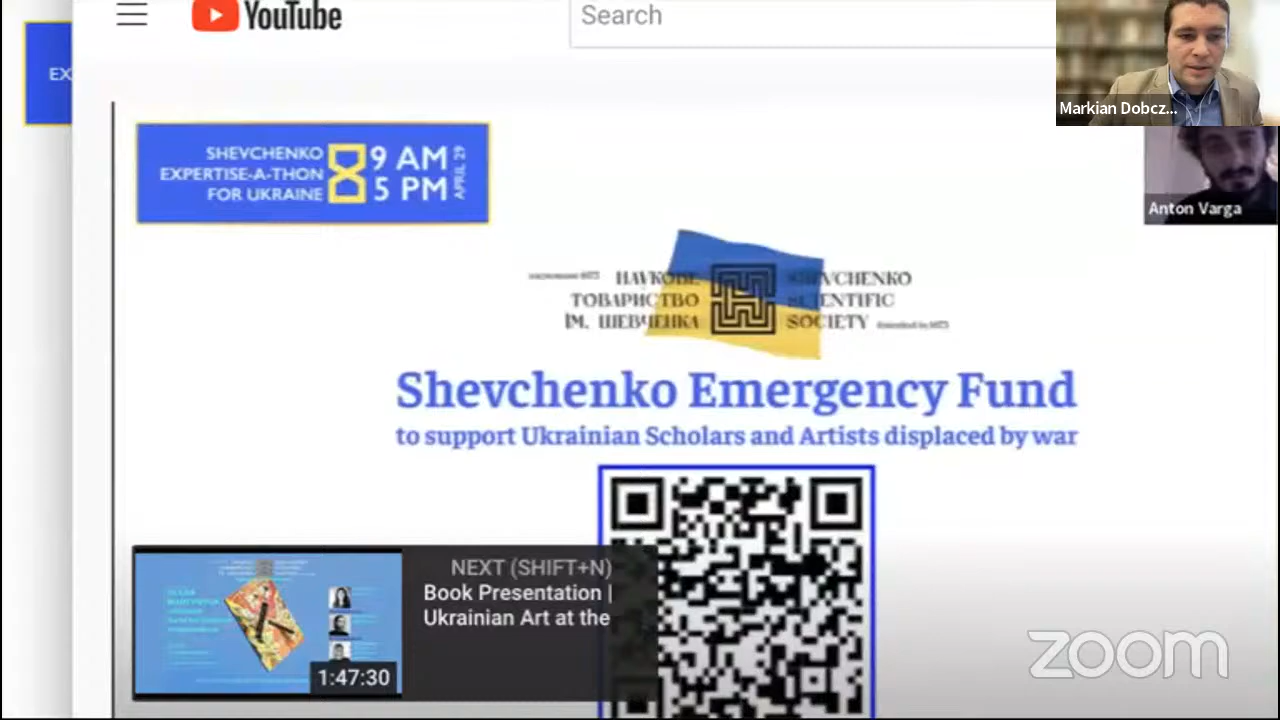 YouTube
Search
EX
Markian Dobcz...
Anton Varga
SHEVCHENKO
EXPERTISE-A-THON
FOR UKRAINE
9 AM
5 PM
APRIL 29
НАУКОВЕ
ТОВАРИСТВО
ІМ. ШЕВЧЕНКА
SHEVCHENKO
SCIENTIFIC
SOCIETY
Shevchenko Emergency Fund
to support Ukrainian Scholars and Artists displaced by war
NEXT (SHIFT+N)
Book Presentation |
Ukrainian Art at the
1:47:30
zoom